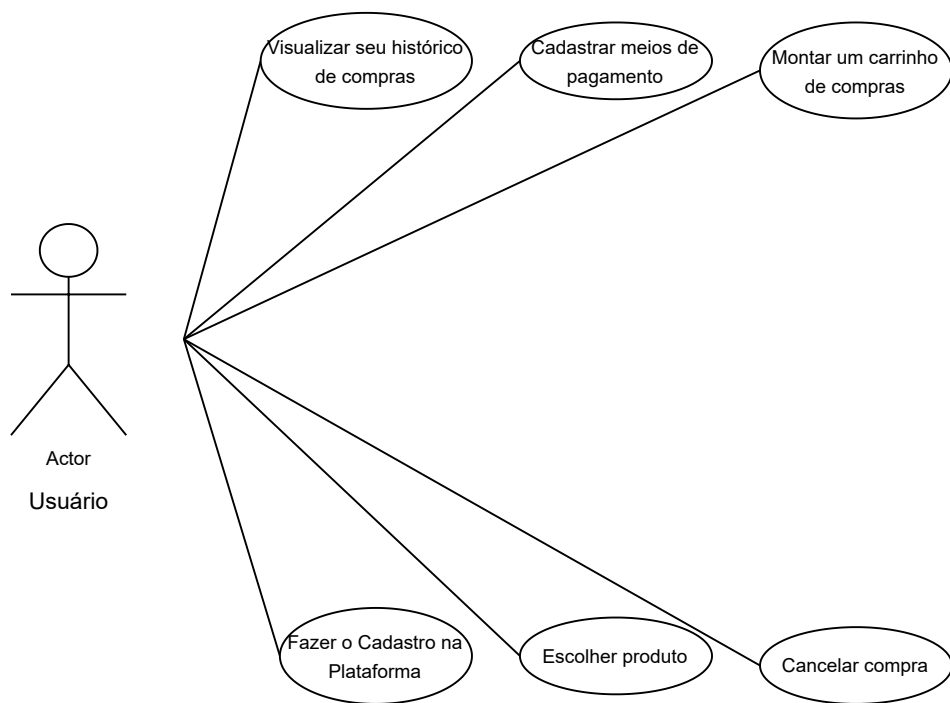 Visualizar seu histórico
de compras
Cadastrar meios de
pagamento
Montar um carrinho
de compras
Actor
Usuário
Fazer o Cadastro na
Plataforma
Escolher produto
Cancelar compra